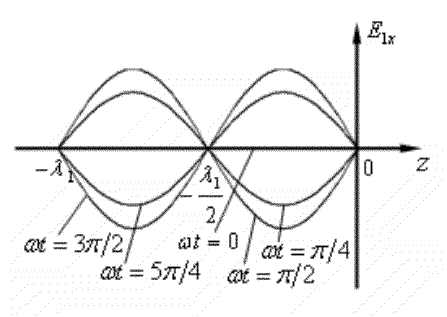 E₁ₓ
−λ₁
−λ₁/2
0
z
ωt = 3π/2
ωt = 5π/4
ωt = 0
ωt = π/2
ωt = π/4